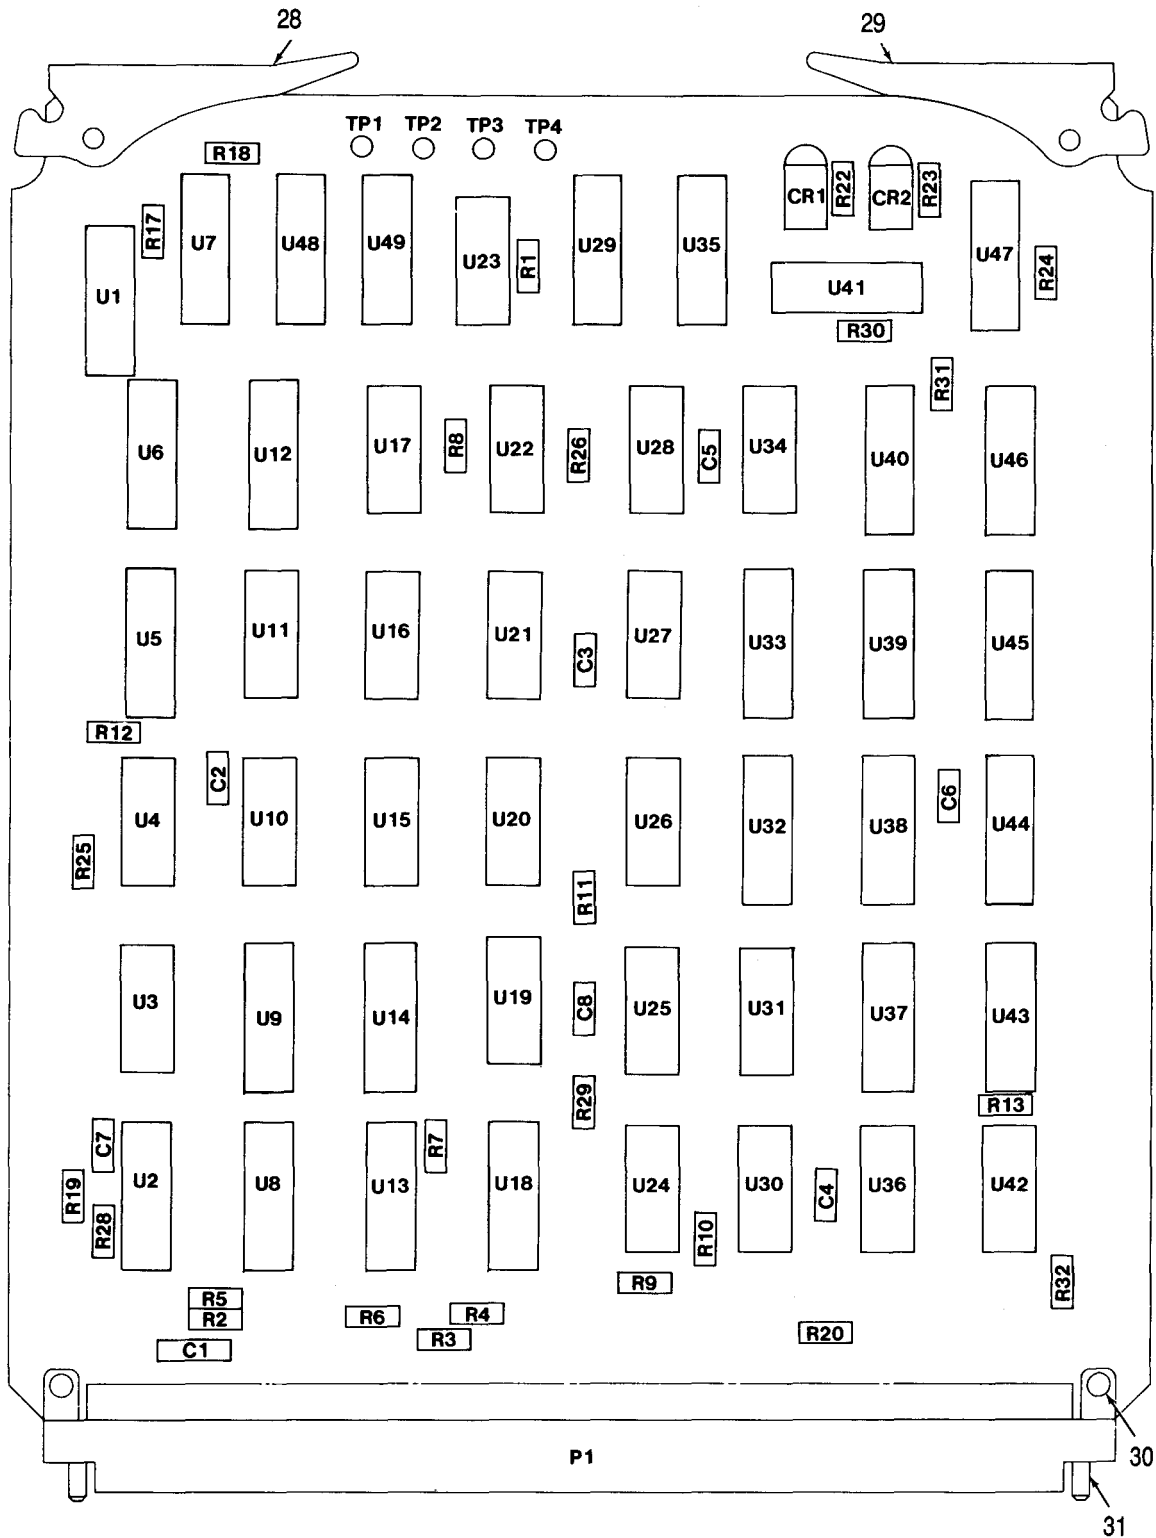 28 29
TP1 TP2 TP3 TP4
R18
CR1 R22 CR2 R23
R17 U7 U48 U49 U23 R1 U29 U35 U47 R24
U1 U41
R30
R31
U6 U12 U17 R8 U22 R26 U28 C5 U34 U40 U46
U5 U11 U16 U21 C3 U27 U33 U39 U45
R12
C2 C6
U4 U10 U15 U20 U26 U32 U38 U44
R25
R11
U3 U9 U14 U19 C8 U25 U31 U37 U43
R29 R13
C7 R7
U2 U8 U13 U18 U24 U30 C4 U36 U42
R19
R28 R10
R5 R9 R32
R2 R6 R4
R3 R20
C1
P1 30
31